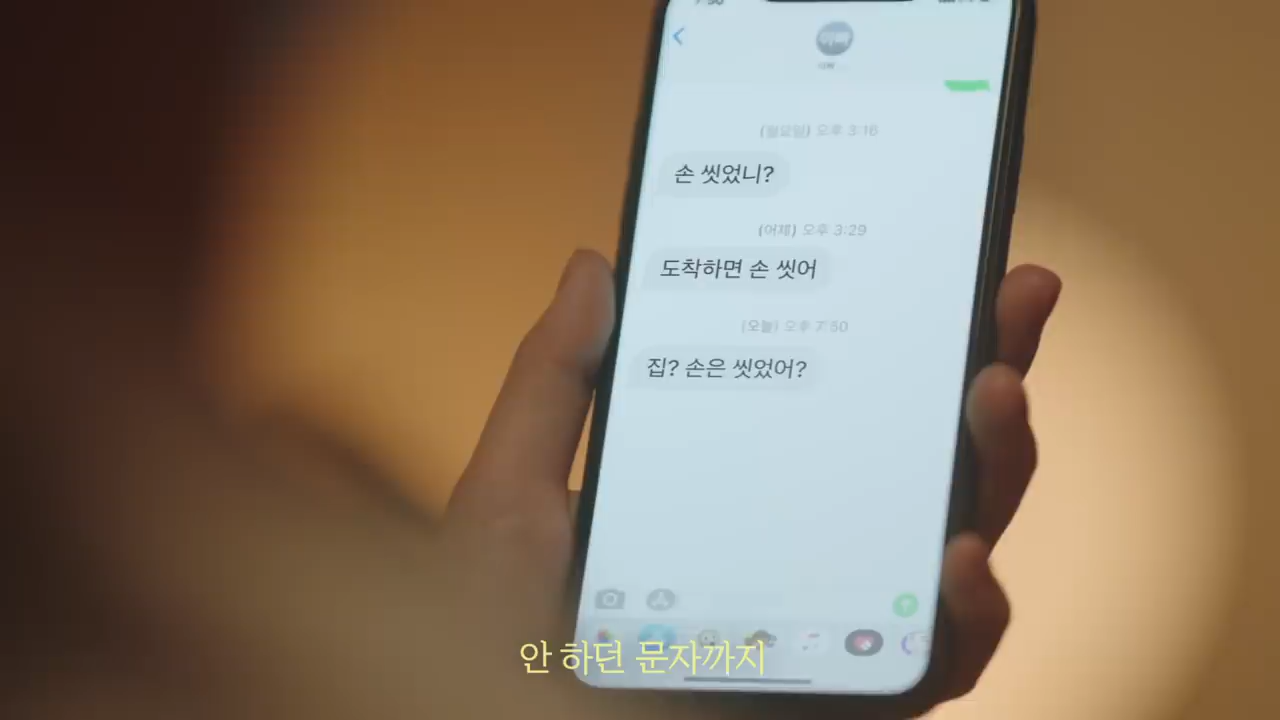 (월요일) 오후 3:16
손 씻었니?
(어제) 오후 3:29
도착하면 손 씻어
(오늘) 오후 7:50
집? 손은 씻었어?
안 하던 문자까지